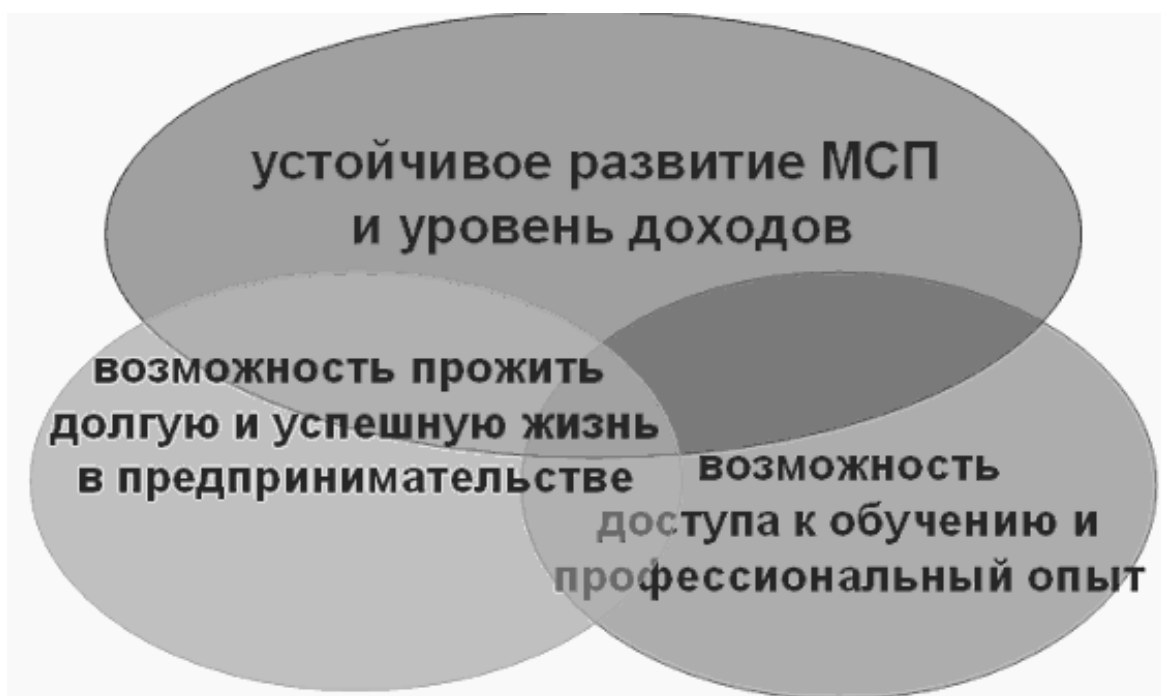 устойчивое развитие МСП
и уровень доходов
возможность прожить
долгую и успешную жизнь
в предпринимательстве
возможность
доступа к обучению и
профессиональный опыт